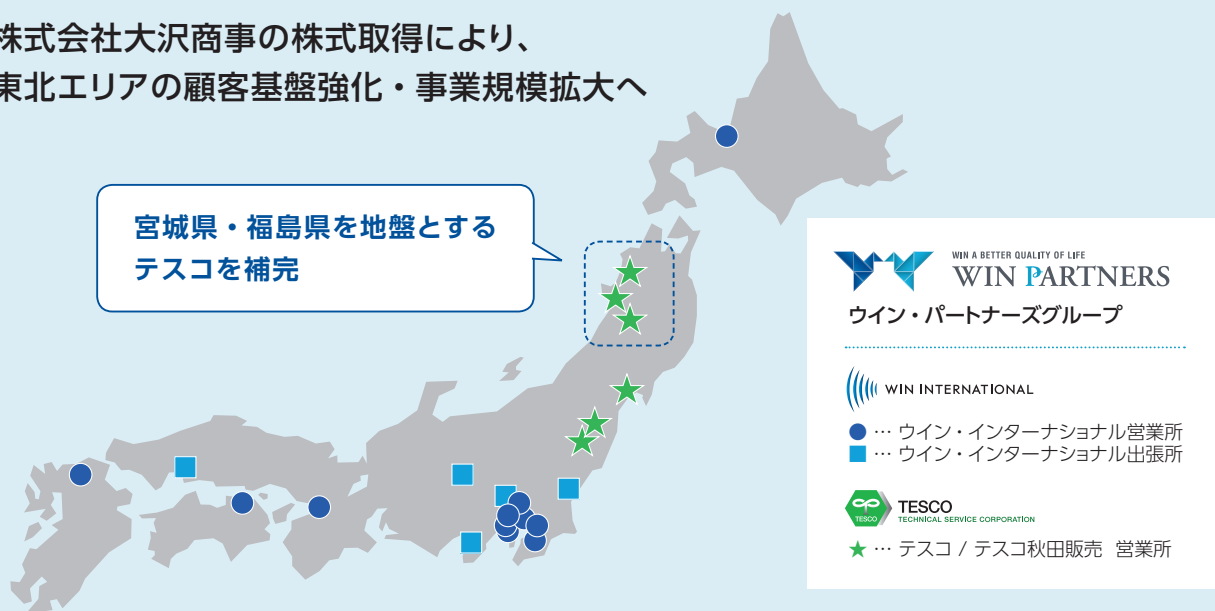 株式会社大沢商事の株式取得により、
東北エリアの顧客基盤強化・事業規模拡大へ
宮城県・福島県を地盤とする
テスコを補完
WIN A BETTER QUALITY OF LIFE
WIN PARTNERS
ウイン・パートナーズグループ
WIN INTERNATIONAL
● … ウイン・インターナショナル営業所
■ … ウイン・インターナショナル出張所
TESCO
TESCO
TECHNICAL SERVICE CORPORATION
★ … テスコ / テスコ秋田販売 営業所